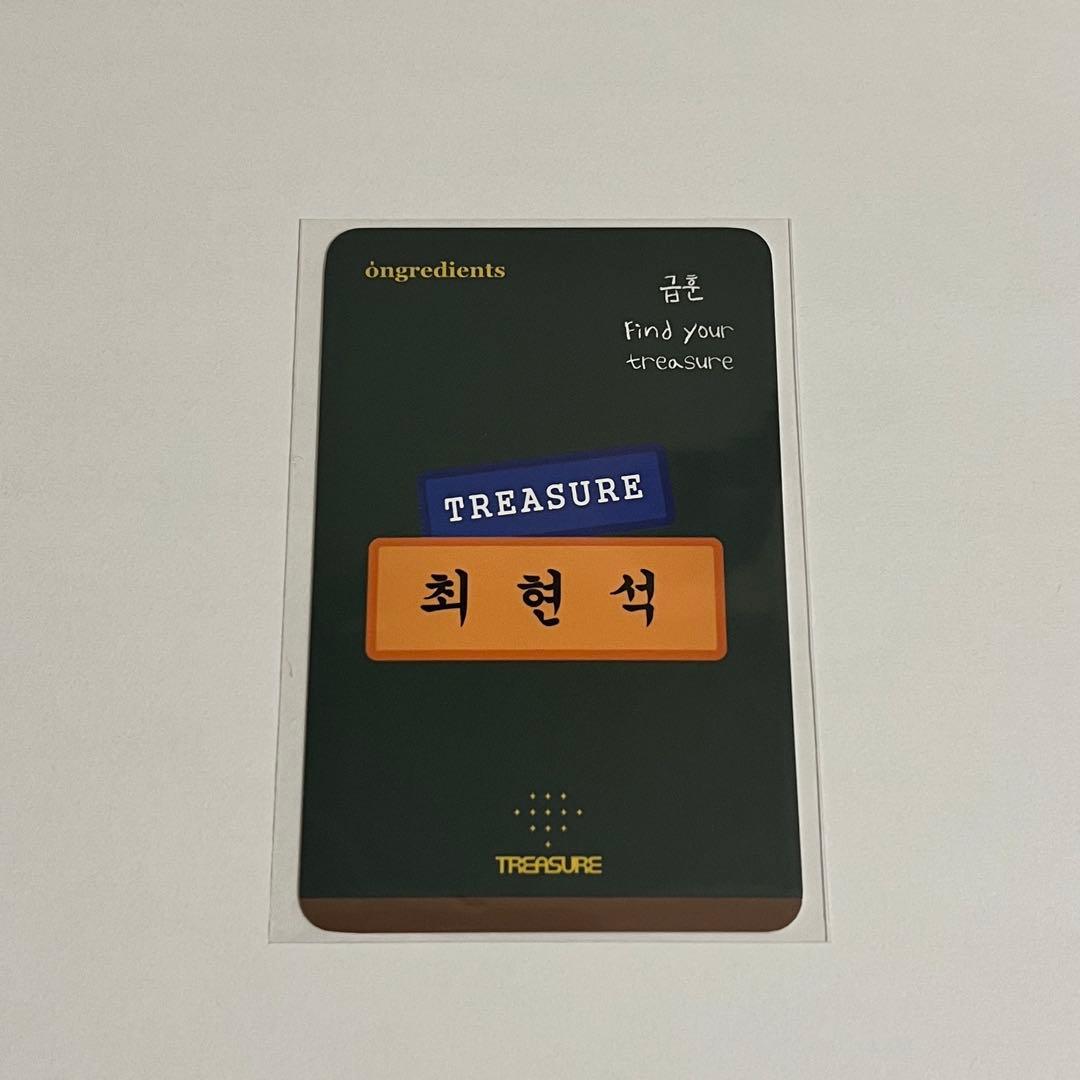 ongredients
급훈
Find your
treasure
TREASURE
최현석
TREASURE